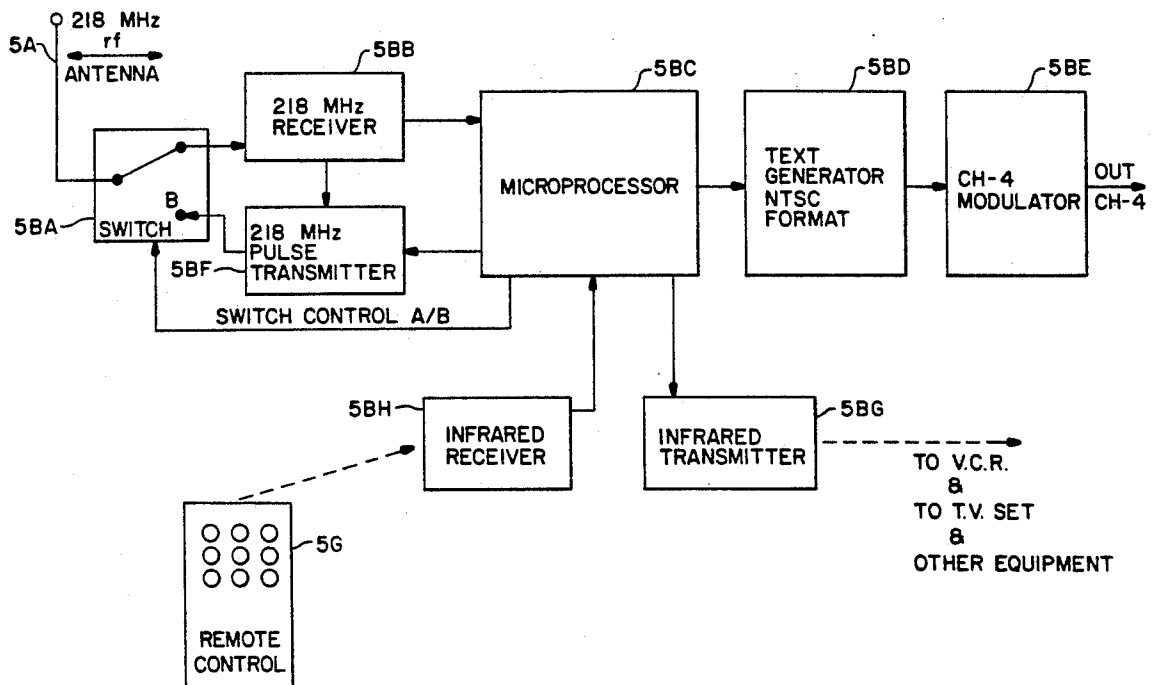 218 MHz
rf
ANTENNA
5A
5BB
5BC
5BD
5BE
218 MHz
RECEIVER
MICROPROCESSOR
TEXT
GENERATOR
NTSC
FORMAT
CH-4
MODULATOR
OUT
CH-4
B
SWITCH
5BA
218 MHz
PULSE
TRANSMITTER
5BF
SWITCH CONTROL A/B
5BH
INFRARED
RECEIVER
5BG
INFRARED
TRANSMITTER
TO V.C.R.
&
TO T.V. SET
&
OTHER EQUIPMENT
5G
REMOTE
CONTROL